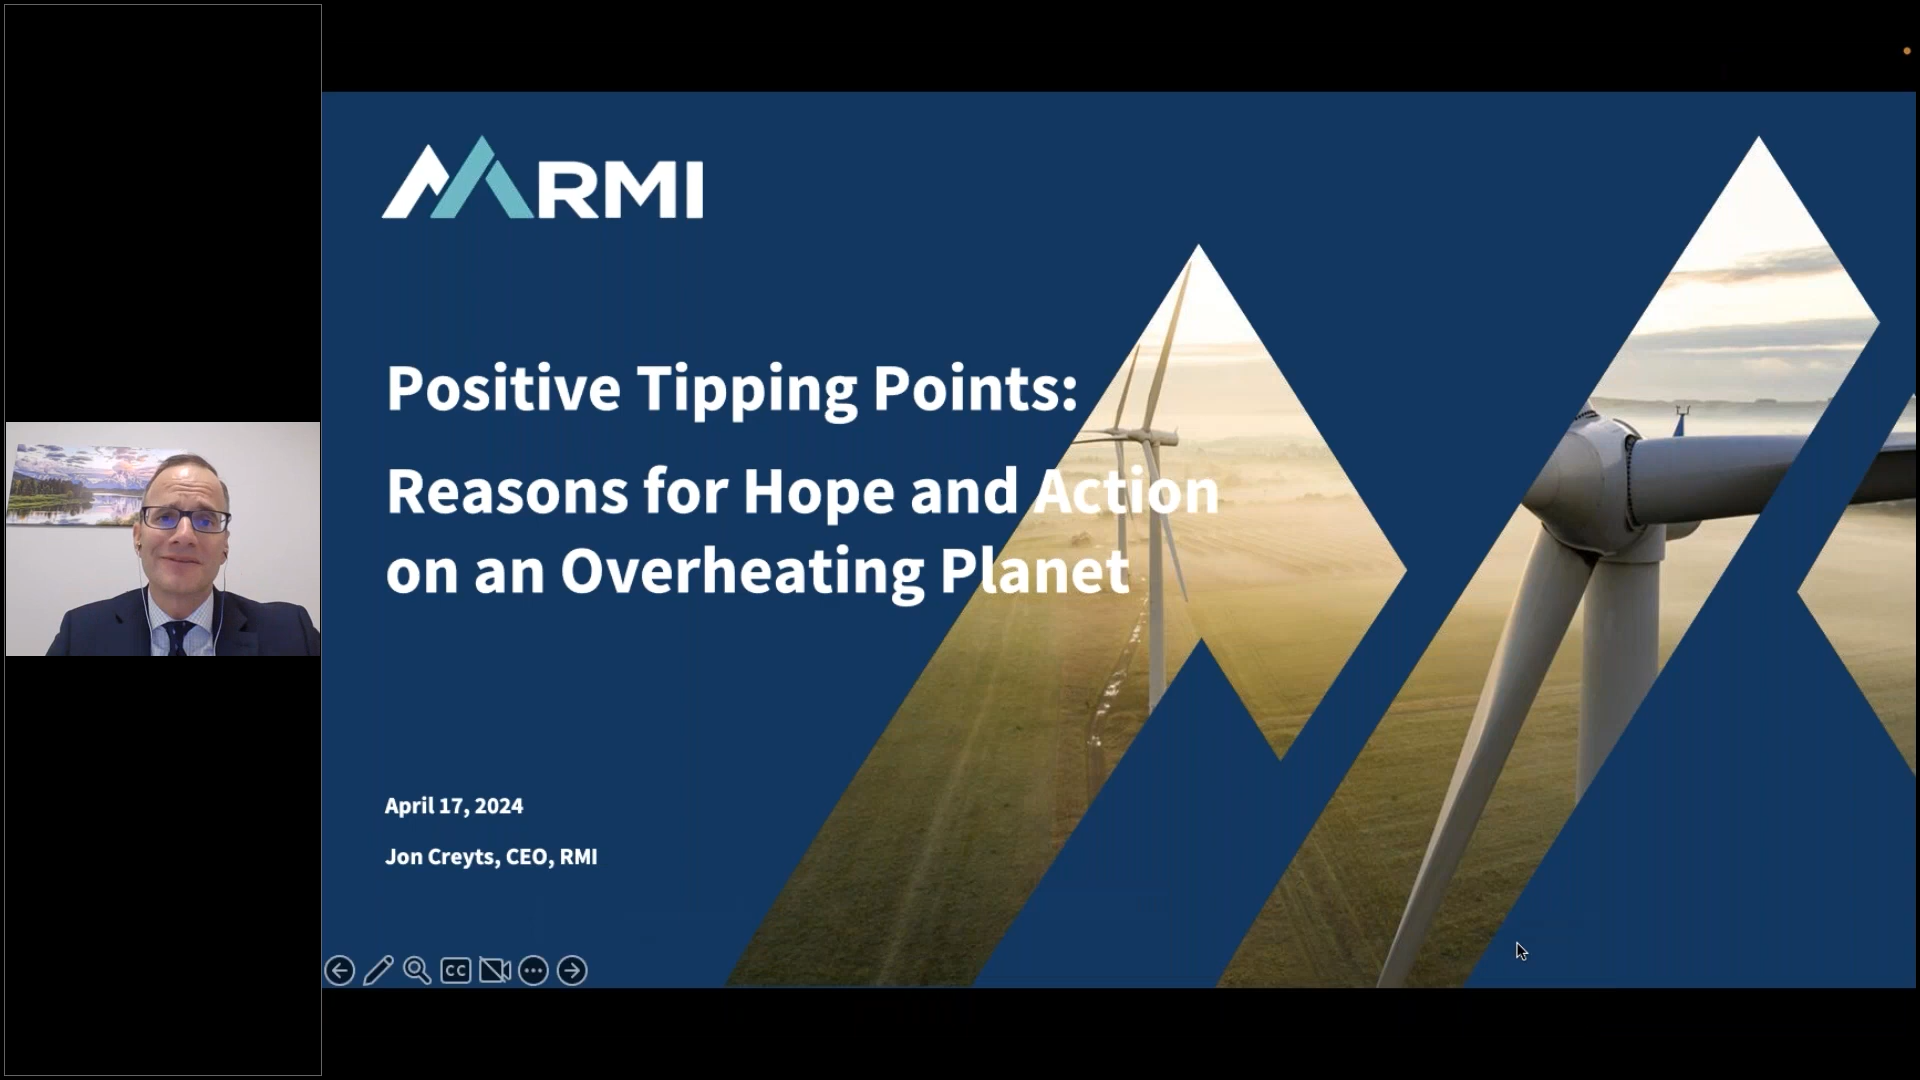 RMI
Positive Tipping Points:
Reasons for Hope and Action
on an Overheating Planet
April 17, 2024
Jon Creyts, CEO, RMI
CC